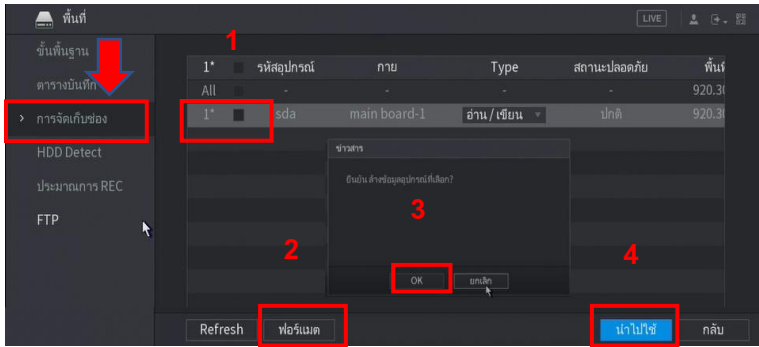 พื้นที่
LIVE
1
ขั้นพื้นฐาน
ตารางบันทึก
การจัดเก็บช่อง
HDD Detect
ประมาณการ REC
FTP
1* รหัสอุปกรณ์ กาย Type สถานะปลอดภัย พื้นที่
All - - - - 920.30
1* sda main board-1 อ่าน / เขียน ปกติ 920.30
ข่าวสาร
ยืนยัน ล้างข้อมูลอุปกรณ์ที่เลือก?
3
2
4
OK ยกเลิก
Refresh ฟอร์แมต นำไปใช้ กลับ